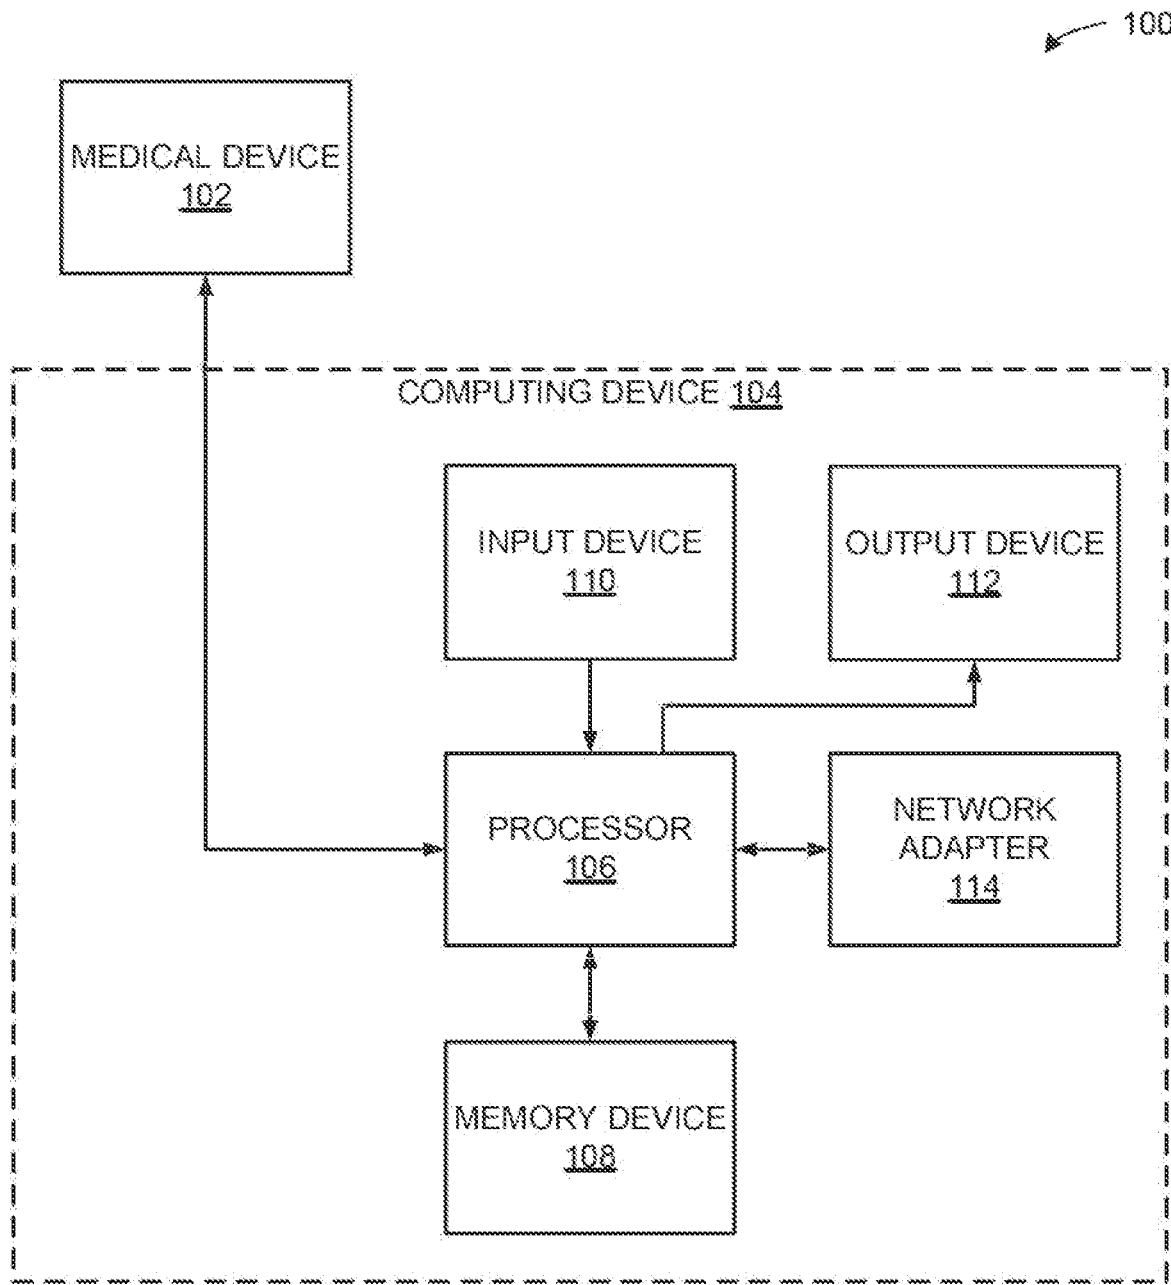 100
MEDICAL DEVICE
102
COMPUTING DEVICE 104
INPUT DEVICE
110
OUTPUT DEVICE
112
PROCESSOR
106
NETWORK
ADAPTER
114
MEMORY DEVICE
108